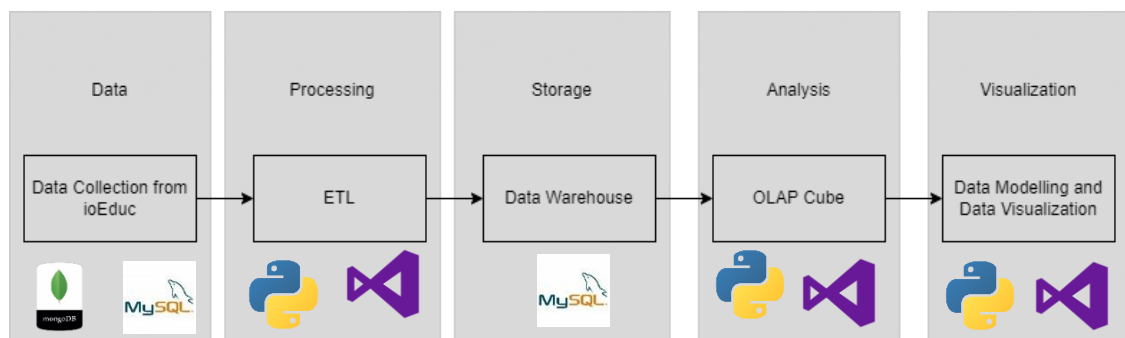 Data
Processing
Storage
Analysis
Visualization
Data Collection from
ioEduc
ETL
Data Warehouse
OLAP Cube
Data Modelling and
Data Visualization
mongoDB
MySQL
MySQL